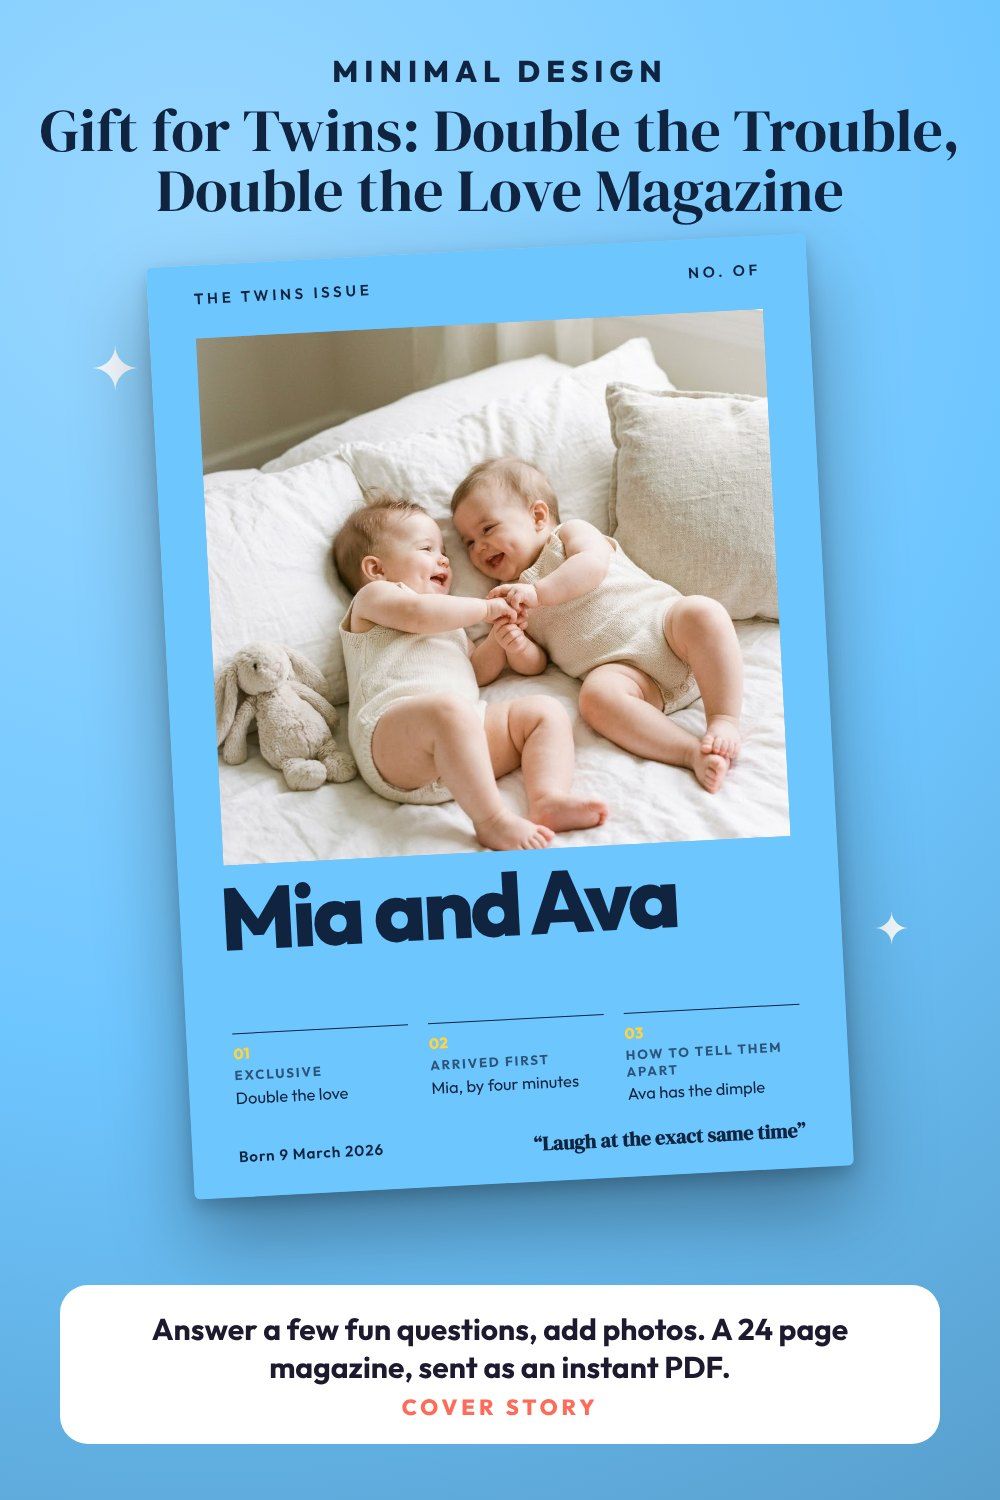 MINIMAL DESIGN
Gift for Twins: Double the Trouble,
Double the Love Magazine
THE TWINS ISSUE
NO. OF
Mia and Ava
01
EXCLUSIVE
Double the love
02
ARRIVED FIRST
Mia, by four minutes
03
HOW TO TELL THEM
APART
Ava has the dimple
Born 9 March 2026
“Laugh at the exact same time”
Answer a few fun questions, add photos. A 24 page
magazine, sent as an instant PDF.
COVER STORY